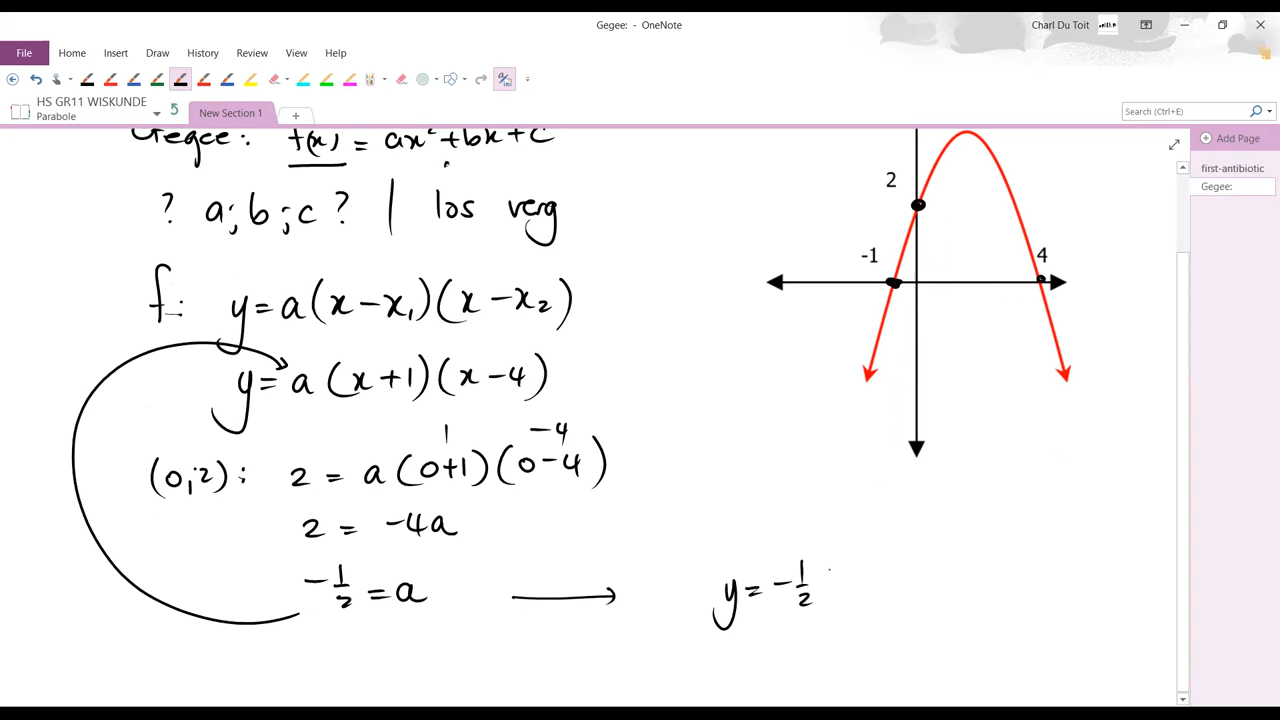 Gegee: - OneNote
Charl Du Toit
File Home Insert Draw History Review View Help
HS GR11 WISKUNDE
Parabole
New Section 1
Search (Ctrl+E)
Add Page
first-antibiotic
Gegee:
Gegee: f(x) = ax²+bx+c
? a;b;c? | los verg
f: y=a(x-x₁)(x-x₂)
y=a(x+1)(x-4)
1 -4
(0;2): 2 = a(0+1)(0-4)
2 = -4a
-1/2 = a → y=-1/2
2
-1
4